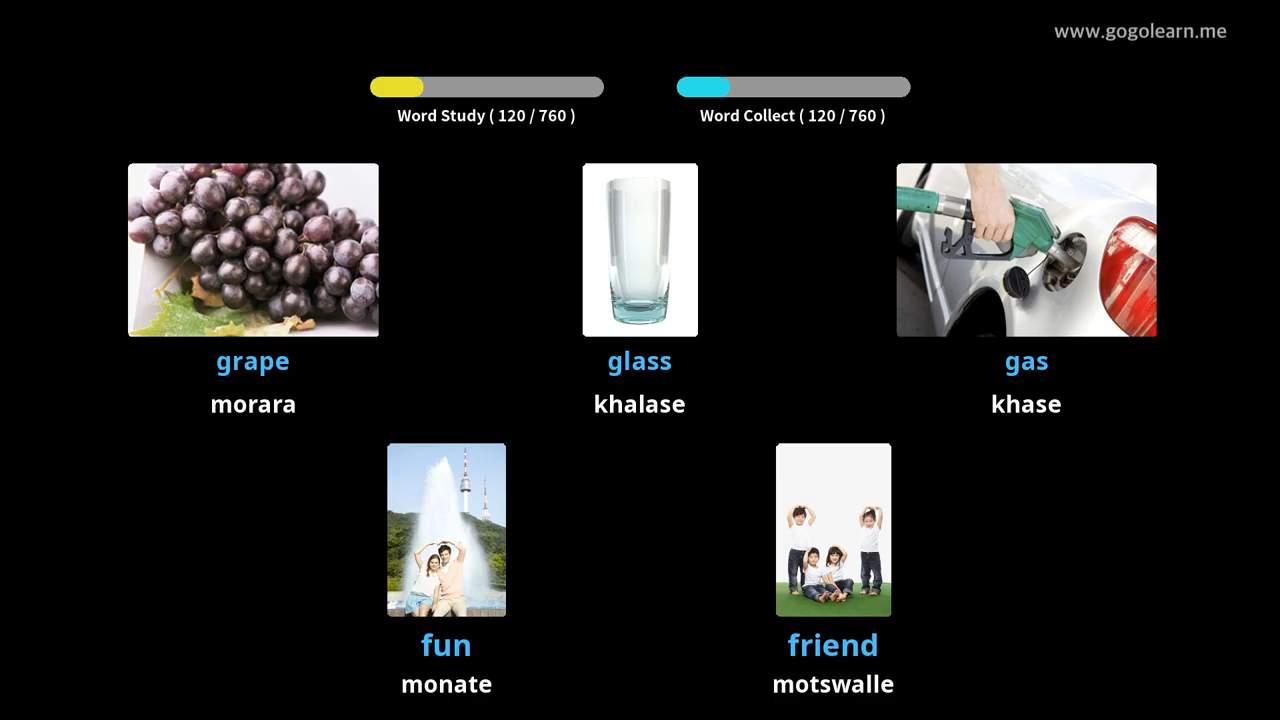 www.gogolearn.me
Word Study ( 120 / 760 )
Word Collect ( 120 / 760 )
grape
morara
glass
khalase
gas
khase
fun
monate
friend
motswalle